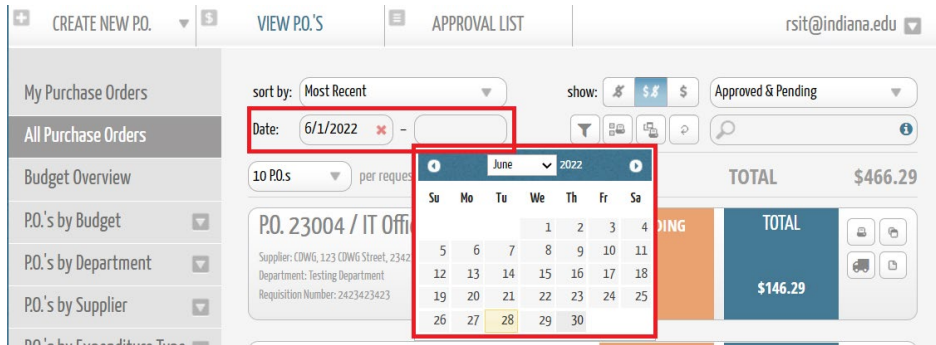 CREATE NEW P.O. $ VIEW P.O.'S APPROVAL LIST rsit@indiana.edu
My Purchase Orders
All Purchase Orders
Budget Overview
P.O.'s by Budget
P.O.'s by Department
P.O.'s by Supplier
P.O.'s by Expenditure Type
sort by: Most Recent show: $ $ $ $ Approved & Pending
Date: 6/1/2022 × –
10 P.O.s per reques TOTAL $466.29
June 2022
Su Mo Tu We Th Fr Sa
1 2 3 4
5 6 7 8 9 10 11
12 13 14 15 16 17 18
19 20 21 22 23 24 25
26 27 28 29 30
P.O. 23004 / IT Offi DING TOTAL
Supplier: CDWG, 123 CDWG Street, 2342
Department: Testing Department
Requisition Number: 2423423423
$146.29